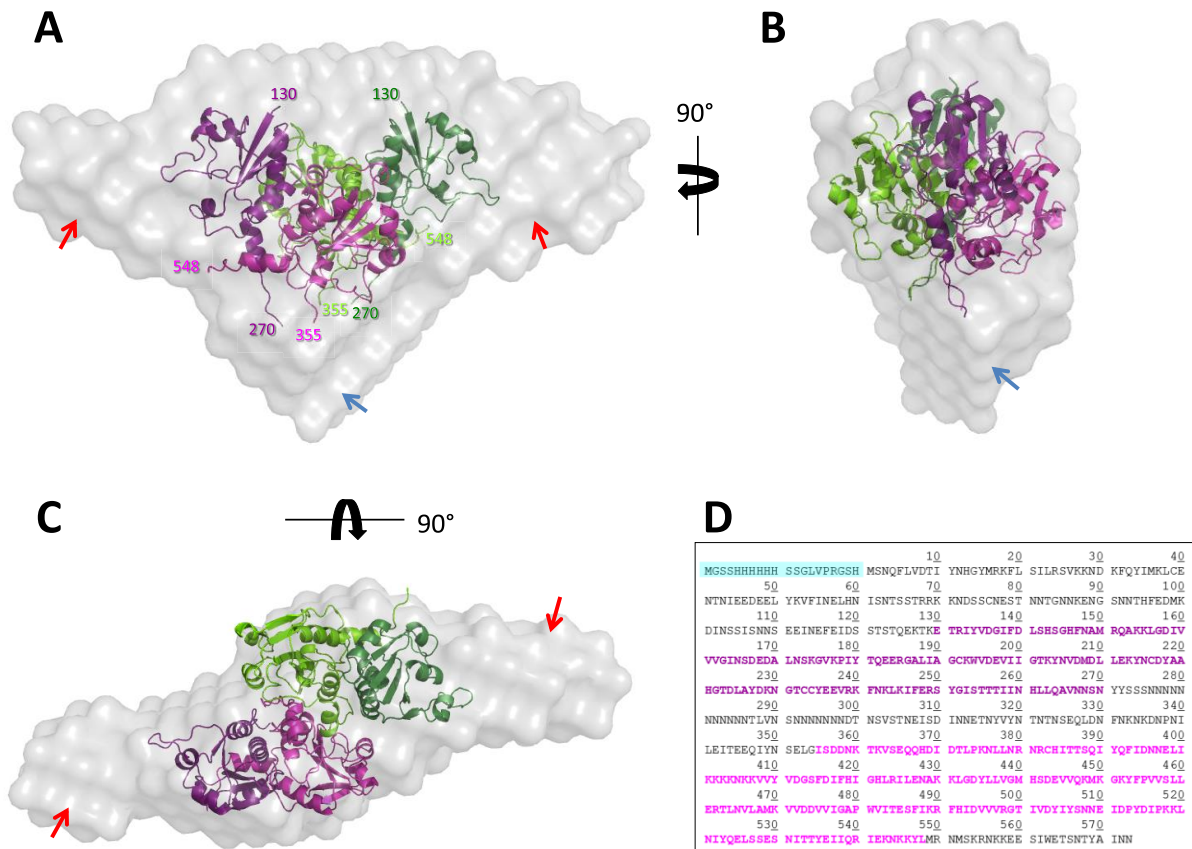 A
130 130
548
548
270
355
355
270
90°
B
C
90°
D
10 20 30 40
MGSSHHHHHH SSGLVPRGSH MSNQFLVDTI YNHGYMRKFL SILRSVKKND KFQYIMKLCE
50 60 70 80 90 100
NTNIEEDEEL YKVFINELHN ISNTSSTRRK KNDSSCNEST NNTGNNKENG SNNTHFEDMK
110 120 130 140 150 160
DINSSISNNS EEINEFEIDS STSTQEKTKE TRIYVDGIFD LSHSGHFNAM RQAKKLGDIV
170 180 190 200 210 220
VVGINSDEDA LNSKGVKPIY TQEERGALIA GCKWVDEVII GTKYNVDMDL LEKYNCDYAA
230 240 250 260 270 280
HGTDLAYDKN GTCCYEEVRK FNKLKIFERS YGISTTTIIN HLLQAVNNSN YYSSSNNNNN
290 300 310 320 330 340
NNNNNNTLVN SNNNNNNNDT NSVSTNEISD INNETNYVYN TNTNSEQLDN FNKNKDNPNI
350 360 370 380 390 400
LEITEEQIYN SELGISDDNK TKVSEQQHDI DTLPKNLLNR NRCHITTSQI YQFIDNNELI
410 420 430 440 450 460
KKKKNKKVVY VDGSFDIFHI GHLRILENAK KLGDYLLVGM HSDEVVQKMK GKYFPVVSLL
470 480 490 500 510 520
ERTLNVLAMK VVDDVVIGAP WVITESFIKR FHIDVVVRGT IVDYIYSNNE IDPYDIPKKL
530 540 550 560 570
NIYQELSSES NITTYEIIQR IEKNKKYLMR NMSKRNKKEE SIWETSNTYA INN